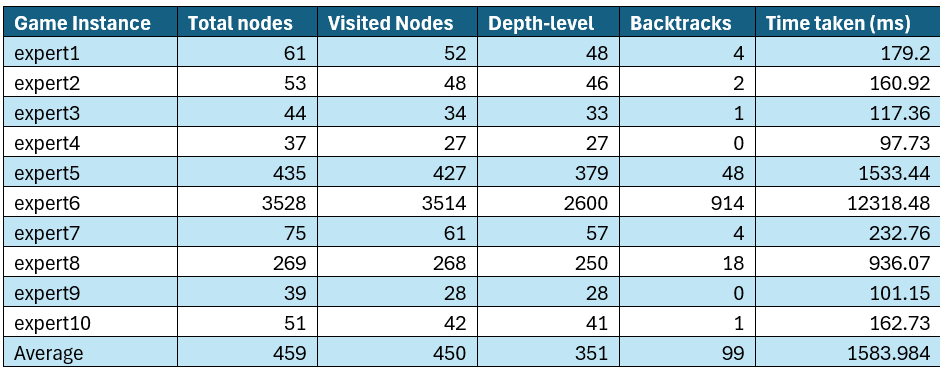 Game Instance Total nodes Visited Nodes Depth-level Backtracks Time taken (ms)
expert1 61 52 48 4 179.2
expert2 53 48 46 2 160.92
expert3 44 34 33 1 117.36
expert4 37 27 27 0 97.73
expert5 435 427 379 48 1533.44
expert6 3528 3514 2600 914 12318.48
expert7 75 61 57 4 232.76
expert8 269 268 250 18 936.07
expert9 39 28 28 0 101.15
expert10 51 42 41 1 162.73
Average 459 450 351 99 1583.984